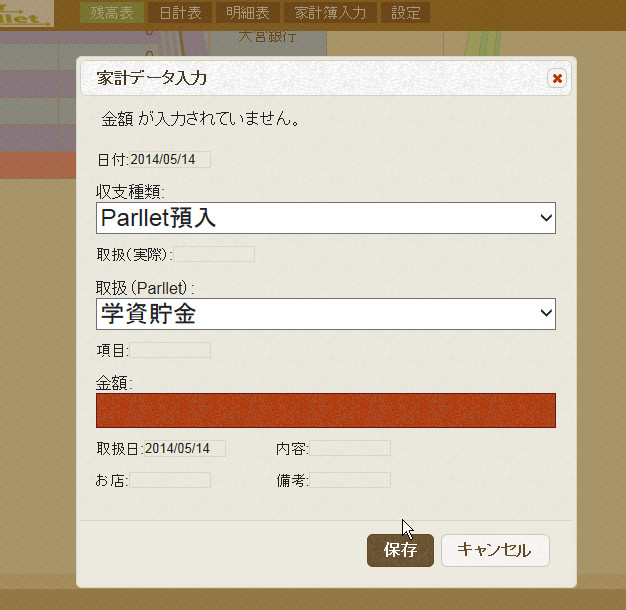 llet
残高表 日計表 明細表 家計簿入力 設定
大宮銀行
家計データ入力
金額 が入力されていません。
日付:2014/05/14
収支種類:
Parllet預入
取扱(実際):
取扱(Parllet):
学資貯金
項目:
金額:
取扱日:2014/05/14 内容:
お店: 備考:
保存 キャンセル